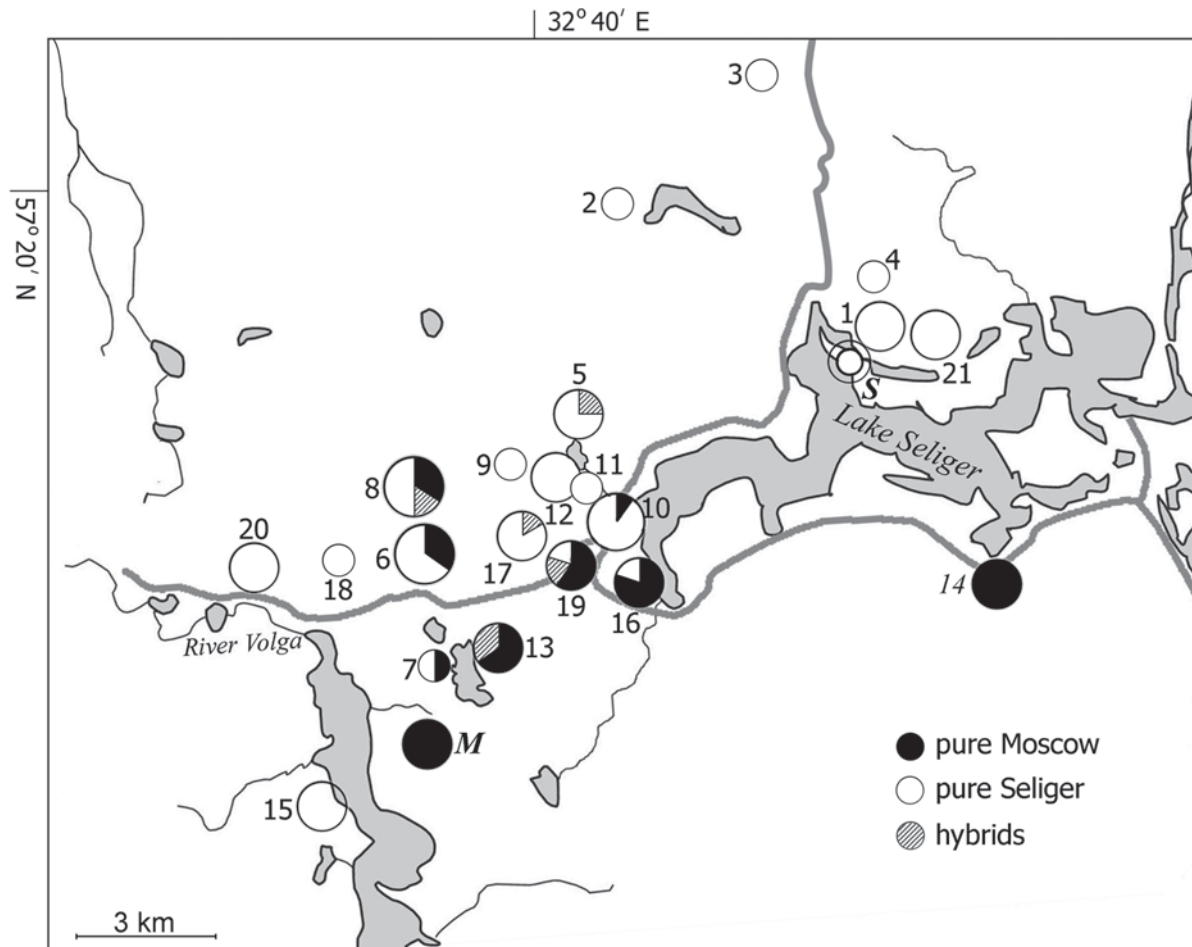 32° 40′ E
3
57° 20′ N
2
4
1
21
S
5
Lake Seliger
9
11
8
12
10
20
6
17
18
19
16
14
River Volga
7
13
M
pure Moscow
15
pure Seliger
hybrids
3 km